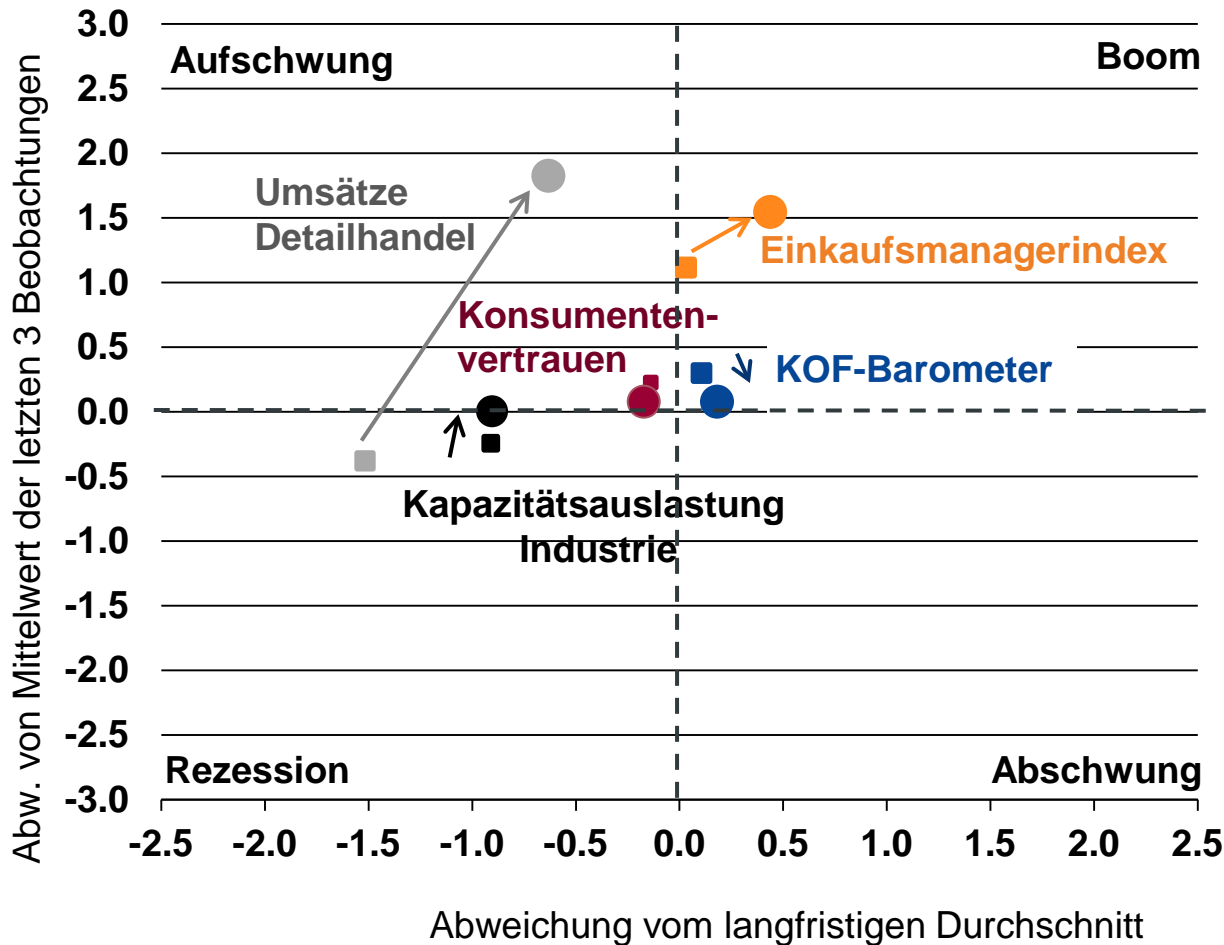 Abw. von Mittelwert der letzten 3 Beobachtungen
3.0
2.5
2.0
1.5
1.0
0.5
0.0
-0.5
-1.0
-1.5
-2.0
-2.5
-3.0
Aufschwung
Boom
Umsätze
Detailhandel
Einkaufsmanagerindex
Konsumenten-
vertrauen
KOF-Barometer
Kapazitätsauslastung
Industrie
Rezession
Abschwung
-2.5 -2.0 -1.5 -1.0 -0.5 0.0 0.5 1.0 1.5 2.0 2.5
Abweichung vom langfristigen Durchschnitt